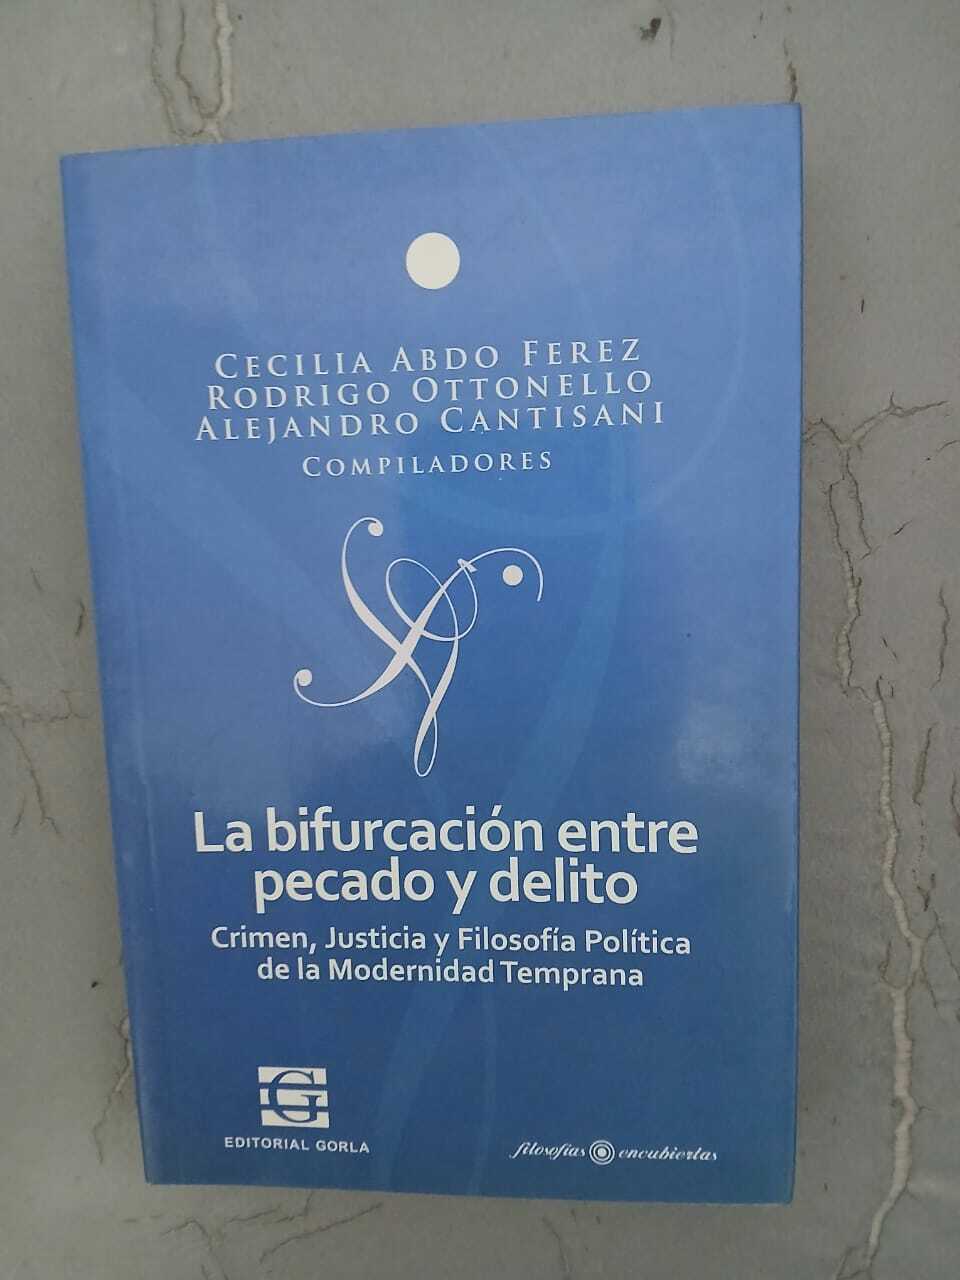 CECILIA ABDO FEREZ
RODRIGO OTTONELLO
ALEJANDRO CANTISANI
COMPILADORES
La bifurcación entre
pecado y delito
Crimen, Justicia y Filosofía Política
de la Modernidad Temprana
G
EDITORIAL GORLA
filosofías encubiertas